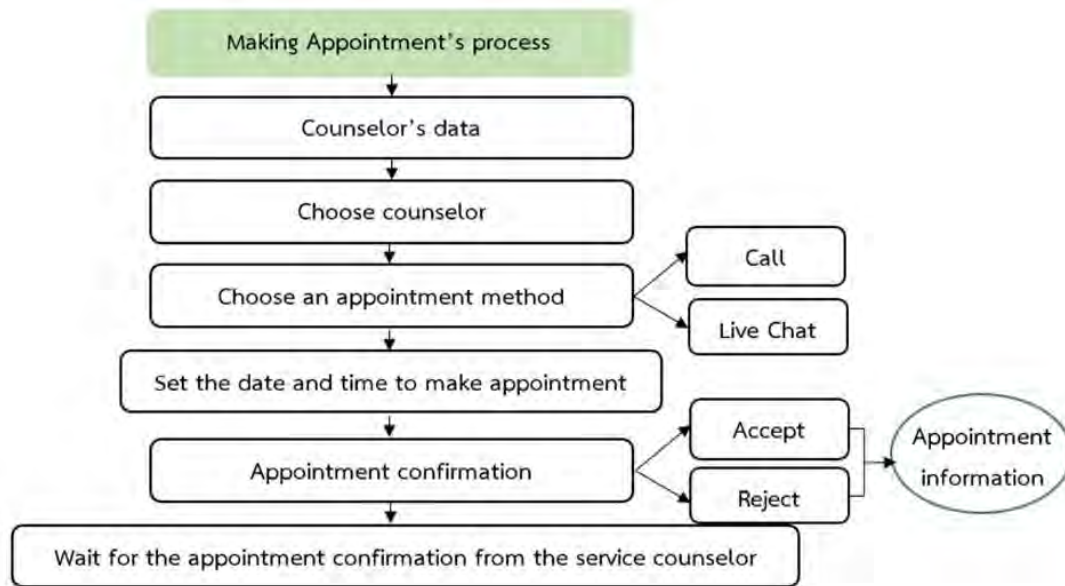 Making Appointment's process
Counselor's data
Choose counselor
Choose an appointment method
Call
Live Chat
Set the date and time to make appointment
Appointment confirmation
Accept
Reject
Appointment
information
Wait for the appointment confirmation from the service counselor